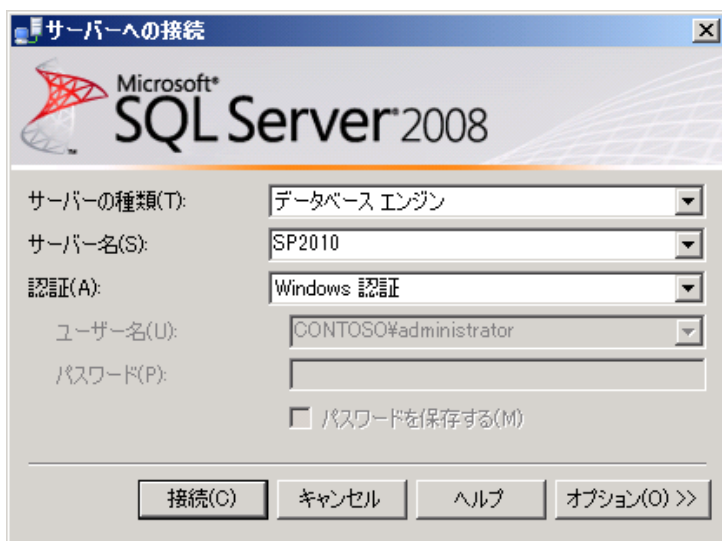 サーバーへの接続
Microsoft®
SQL Server® 2008
サーバーの種類(T): データベース エンジン
サーバー名(S): SP2010
認証(A): Windows 認証
ユーザー名(U): CONTOSO¥administrator
パスワード(P):
パスワードを保存する(M)
接続(C) キャンセル ヘルプ オプション(O) >>